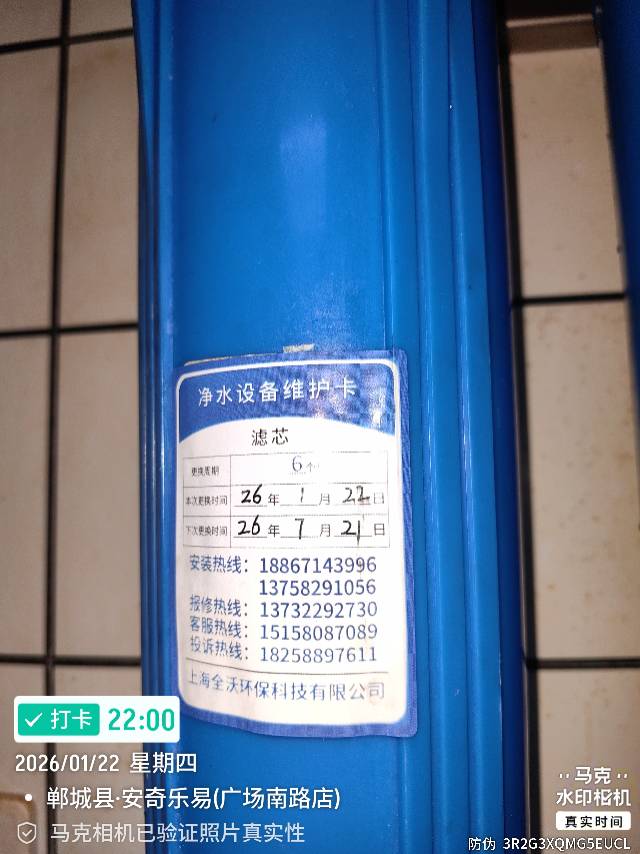 净水设备维护卡
滤芯
更换周期 6个
本次更换时间 26年1月22日
下次更换时间 26年7月21日
安装热线：18867143996
13758291056
报修热线：13732292730
客服热线：15158087089
投诉热线：18258897611
上海全沃环保科技有限公司
打卡 22:00
2026/01/22 星期四
郸城县·安奇乐易(广场南路店)
马克相机已验证照片真实性
马克
水印相机
真实时间
防伪 3R2G3XQMG5EUCL